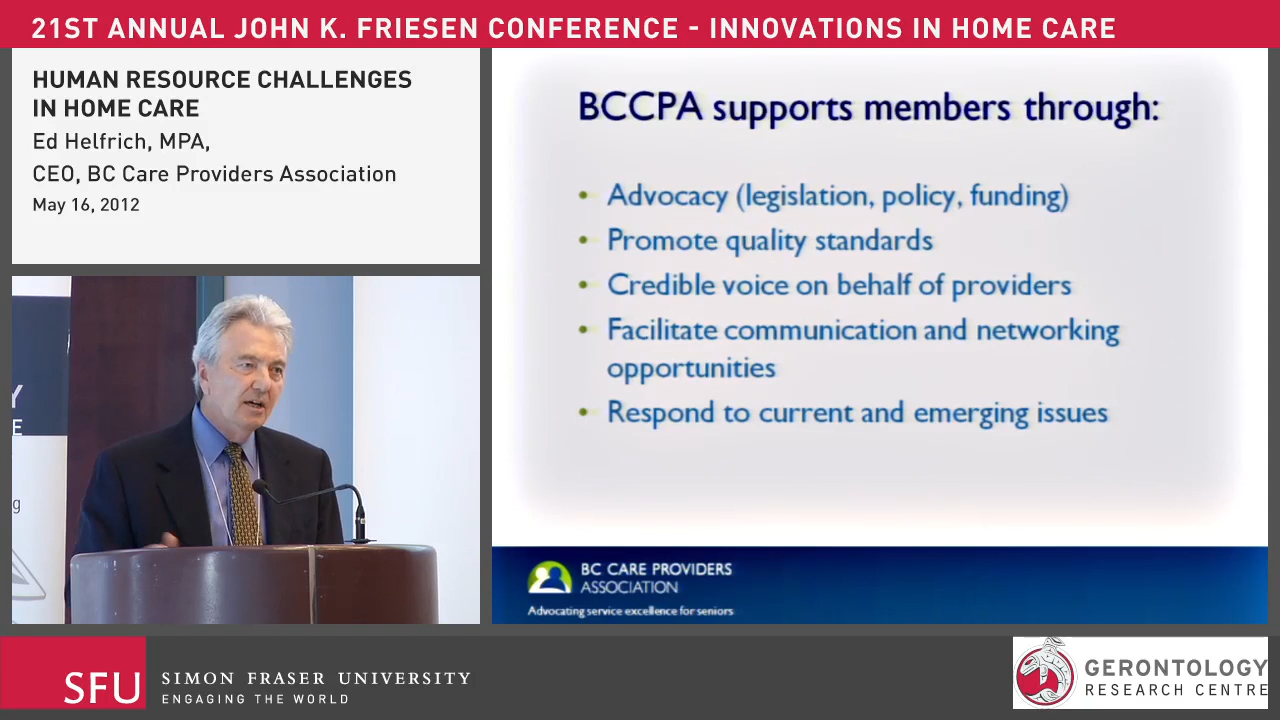 21ST ANNUAL JOHN K. FRIESEN CONFERENCE - INNOVATIONS IN HOME CARE
HUMAN RESOURCE CHALLENGES
IN HOME CARE
Ed Helfrich, MPA,
CEO, BC Care Providers Association
May 16, 2012
Y
E
g
BCCPA supports members through:
• Advocacy (legislation, policy, funding)
• Promote quality standards
• Credible voice on behalf of providers
• Facilitate communication and networking
opportunities
• Respond to current and emerging issues
BC CARE PROVIDERS
ASSOCIATION
Advocating service excellence for seniors
SFU
SIMON FRASER UNIVERSITY
ENGAGING THE WORLD
GERONTOLOGY
RESEARCH CENTRE